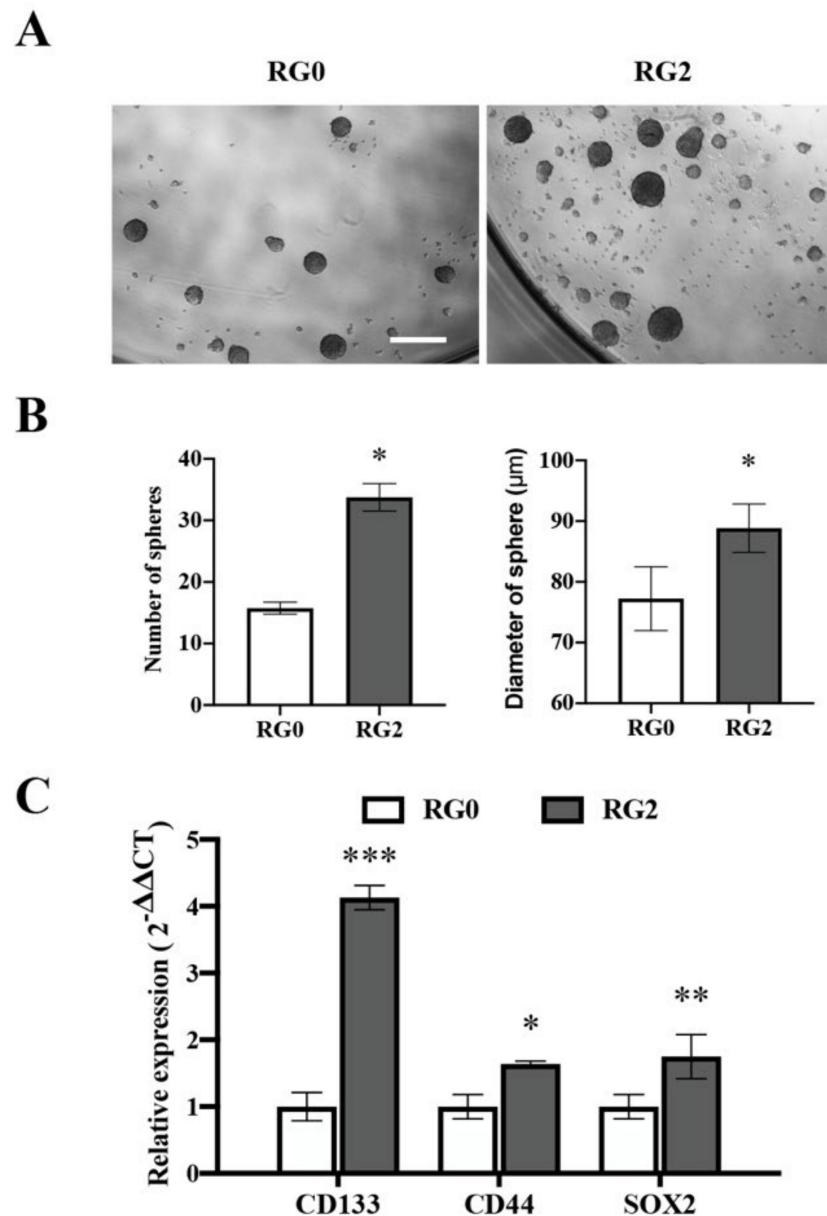 A
RG0 RG2
B
Number of spheres
40
30
20
10
0
*
RG0 RG2
Diameter of sphere (μm)
100
90
80
70
60
*
RG0 RG2
C
RG0 RG2
Relative expression ( 2^-ΔΔCT)
5
4
3
2
1
0
***
*
**
CD133 CD44 SOX2